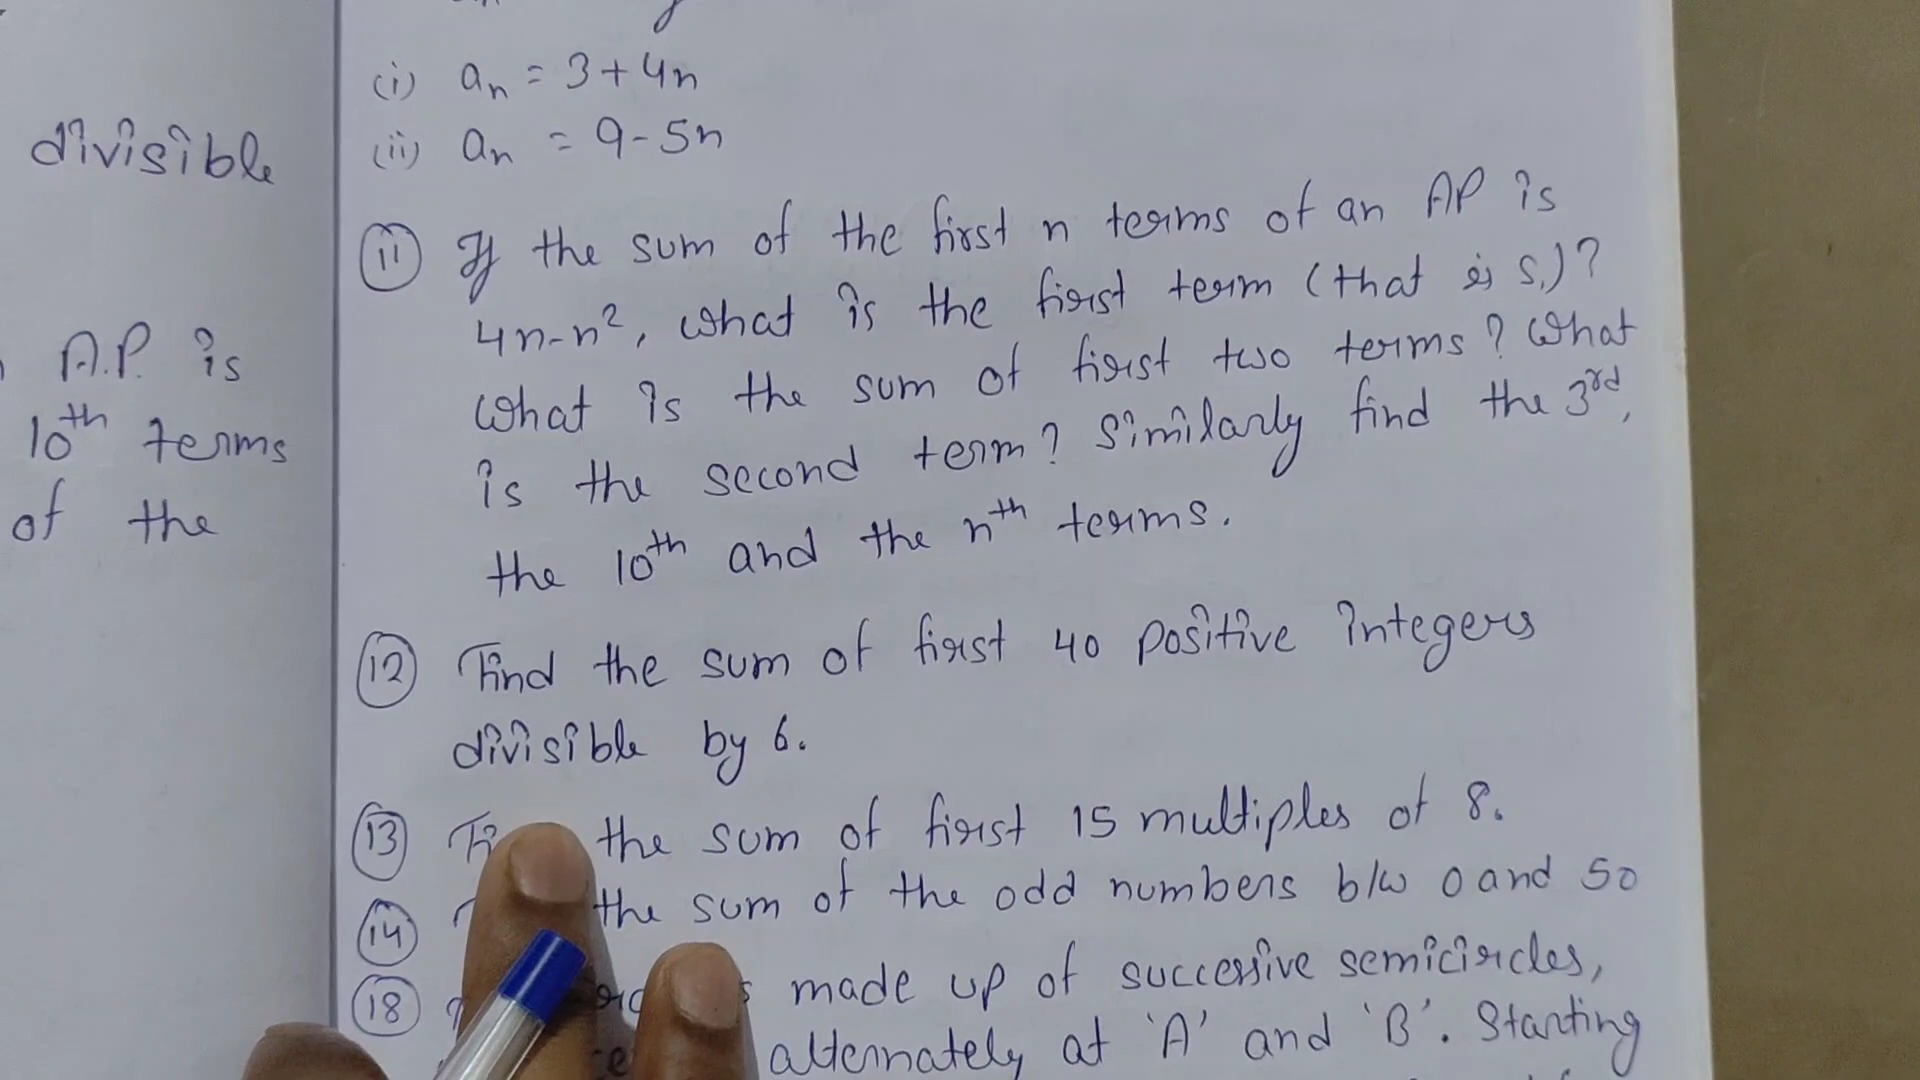 divisible
A.P. is
10th terms
of the
(i) an = 3+4n
(ii) an = 9-5n
(11) If the sum of the first n terms of an AP is
4n-n², what is the first term (that is S1)?
what is the sum of first two terms? What
is the second term? Similarly find the 3rd,
the 10th and the nth terms.
(12) Find the sum of first 40 positive integers
divisible by 6.
(13) the sum of first 15 multiples of 8.
(14) the sum of the odd numbers b/w 0 and 50
(18) made up of successive semicircles,
alternately at 'A' and 'B'. Starting